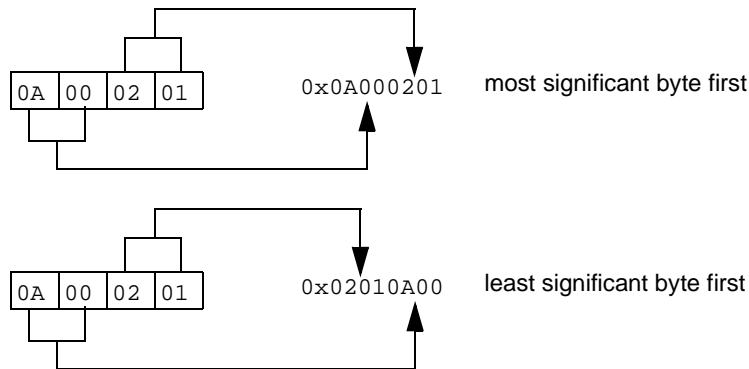 0A 00 02 01 0x0A000201 most significant byte first
0A 00 02 01 0x02010A00 least significant byte first